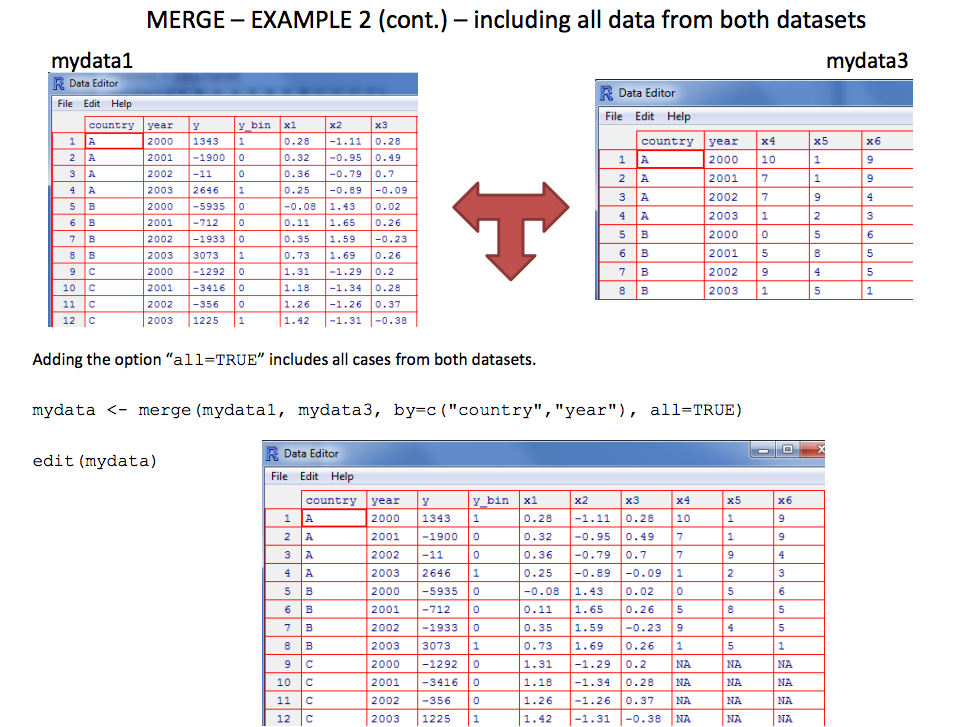 MERGE – EXAMPLE 2 (cont.) – including all data from both datasets
mydata1
Data Editor
File Edit Help
country year y y_bin x1 x2 x3
1 A 2000 1343 1 0.28 -1.11 0.28
2 A 2001 -1900 0 0.32 -0.95 0.49
3 A 2002 -11 0 0.36 -0.79 0.7
4 A 2003 2646 1 0.25 -0.89 -0.09
5 B 2000 -5935 0 -0.08 1.43 0.02
6 B 2001 -712 0 0.11 1.65 0.26
7 B 2002 -1933 0 0.35 1.59 -0.23
8 B 2003 3073 1 0.73 1.69 0.26
9 C 2000 -1292 0 1.31 -1.29 0.2
10 C 2001 -3416 0 1.18 -1.34 0.28
11 C 2002 -356 0 1.26 -1.26 0.37
12 C 2003 1225 1 1.42 -1.31 -0.38
mydata3
Data Editor
File Edit Help
country year x4 x5 x6
1 A 2000 10 1 9
2 A 2001 7 1 9
3 A 2002 7 9 4
4 A 2003 1 2 3
5 B 2000 0 5 6
6 B 2001 5 8 5
7 B 2002 9 4 5
8 B 2003 1 5 1
Adding the option “all=TRUE” includes all cases from both datasets.
mydata <- merge(mydata1, mydata3, by=c("country","year"), all=TRUE)
edit(mydata)
Data Editor
File Edit Help
country year y y_bin x1 x2 x3 x4 x5 x6
1 A 2000 1343 1 0.28 -1.11 0.28 10 1 9
2 A 2001 -1900 0 0.32 -0.95 0.49 7 1 9
3 A 2002 -11 0 0.36 -0.79 0.7 7 9 4
4 A 2003 2646 1 0.25 -0.89 -0.09 1 2 3
5 B 2000 -5935 0 -0.08 1.43 0.02 0 5 6
6 B 2001 -712 0 0.11 1.65 0.26 5 8 5
7 B 2002 -1933 0 0.35 1.59 -0.23 9 4 5
8 B 2003 3073 1 0.73 1.69 0.26 1 5 1
9 C 2000 -1292 0 1.31 -1.29 0.2 NA NA NA
10 C 2001 -3416 0 1.18 -1.34 0.28 NA NA NA
11 C 2002 -356 0 1.26 -1.26 0.37 NA NA NA
12 C 2003 1225 1 1.42 -1.31 -0.38 NA NA NA